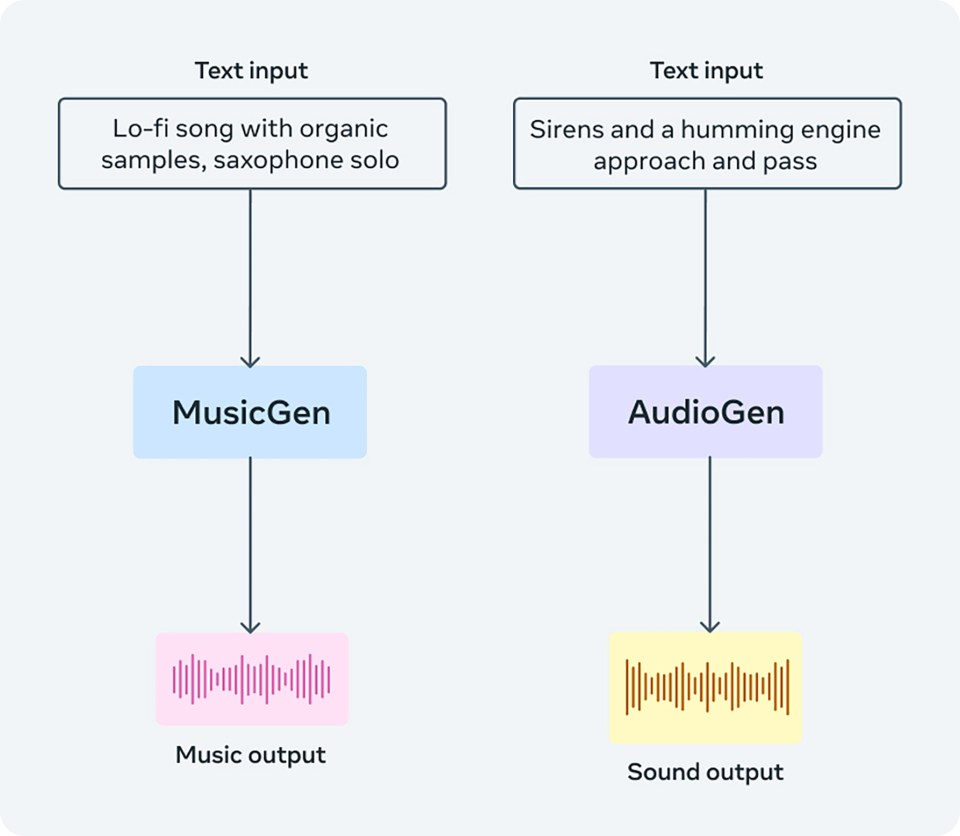 Text input
Lo-fi song with organic
samples, saxophone solo
MusicGen
Music output
Text input
Sirens and a humming engine
approach and pass
AudioGen
Sound output